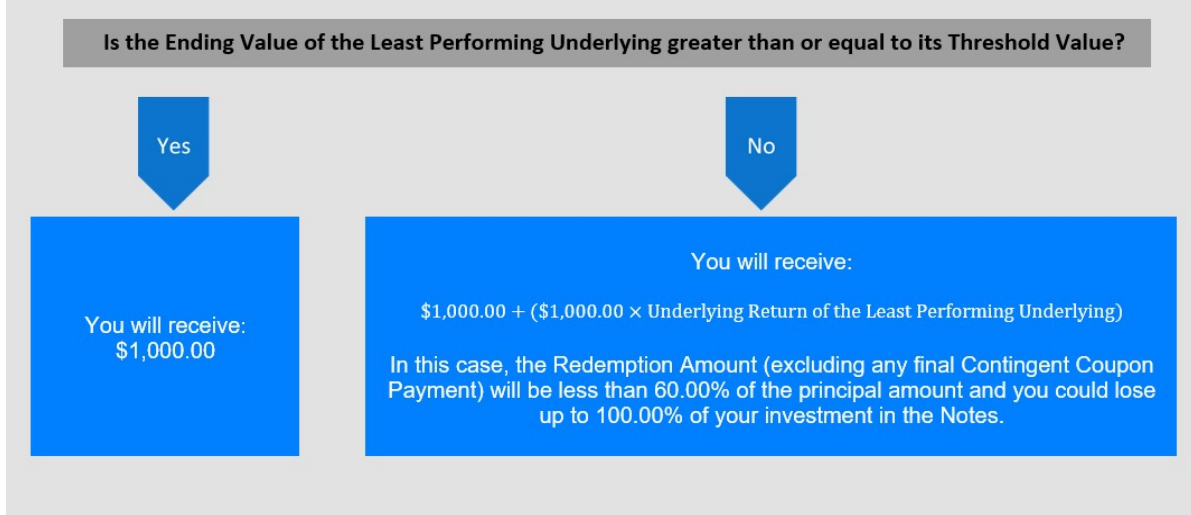 Is the Ending Value of the Least Performing Underlying greater than or equal to its Threshold Value?
Yes
No
You will receive:
$1,000.00
You will receive:
$1,000.00 + ($1,000.00 × Underlying Return of the Least Performing Underlying)
In this case, the Redemption Amount (excluding any final Contingent Coupon
Payment) will be less than 60.00% of the principal amount and you could lose
up to 100.00% of your investment in the Notes.